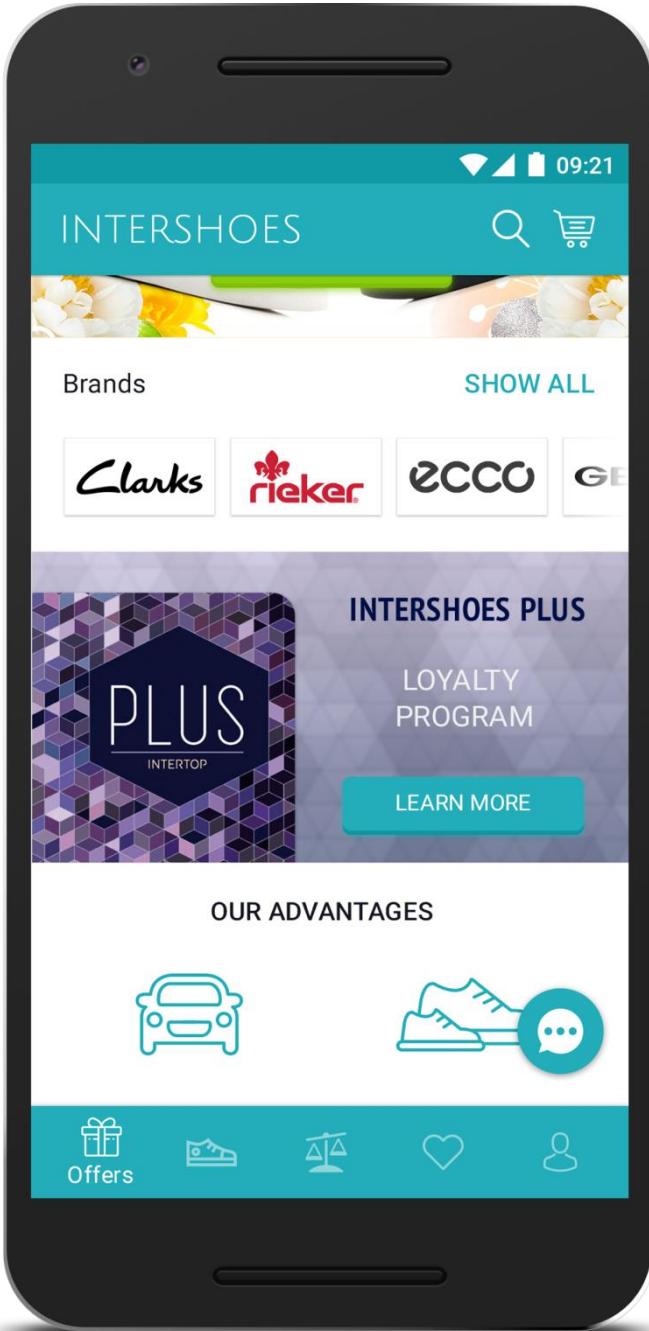 09:21
INTERSHOES
Brands
SHOW ALL
Clarks
rieker
ecco
GE
INTERSHOES PLUS
LOYALTY
PROGRAM
PLUS
INTERTOP
LEARN MORE
OUR ADVANTAGES
Offers